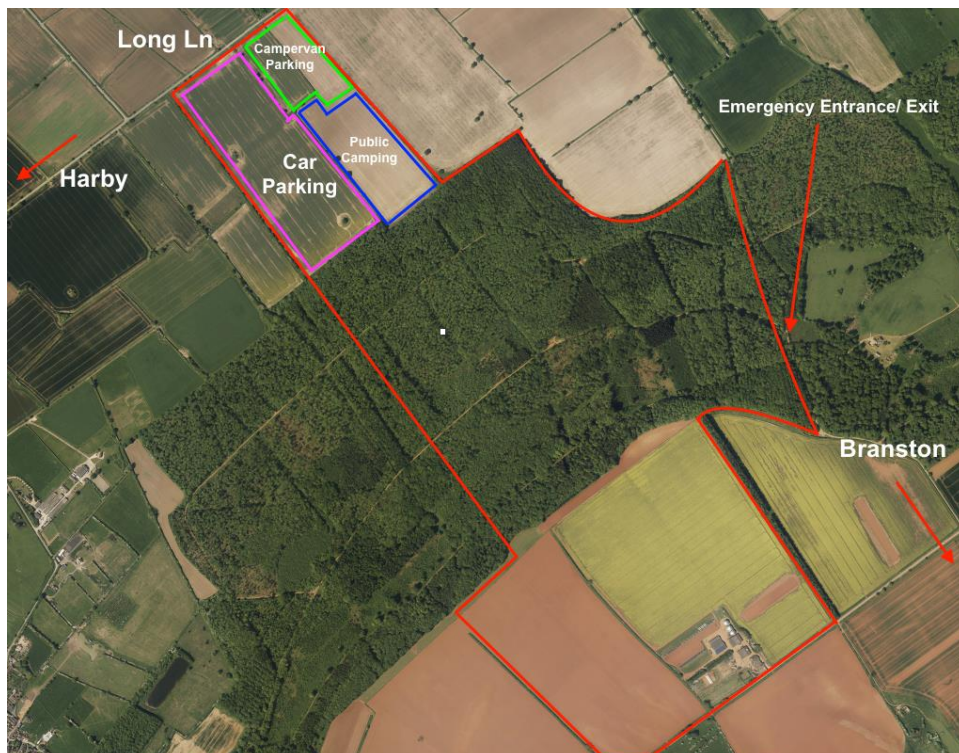 Long Ln
Campervan
Parking
Emergency Entrance/ Exit
Public
Camping
Car
Parking
Harby
Branston